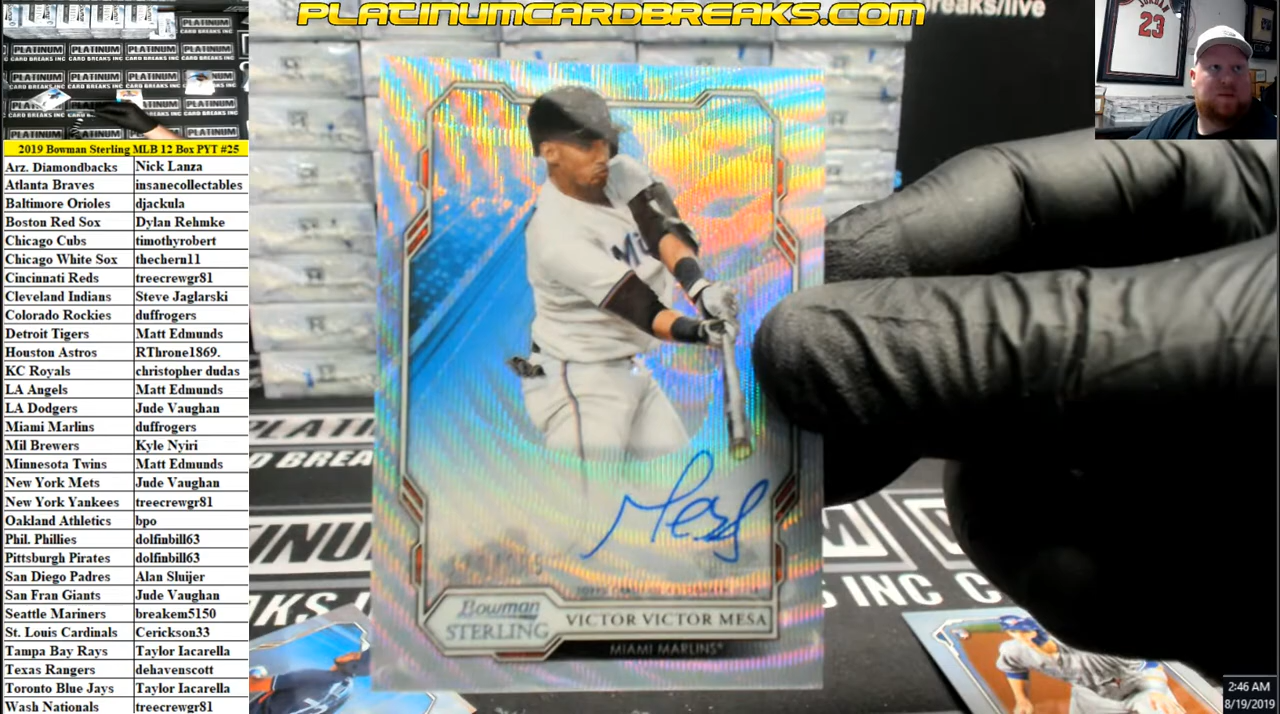 PLATINUMCARDBREAKS.COM
breaks/live
JORDAN
23
PLATINUM
CARD BREAKS INC
2019 Bowman Sterling MLB 12 Box PYT #25
Arz. Diamondbacks Nick Lanza
Atlanta Braves insanecollectables
Baltimore Orioles djackula
Boston Red Sox Dylan Rehmke
Chicago Cubs timothyrobert
Chicago White Sox thechern11
Cincinnati Reds treecrewgr81
Cleveland Indians Steve Jaglarski
Colorado Rockies duffrogers
Detroit Tigers Matt Edmunds
Houston Astros RThrone1869.
KC Royals christopher dudas
LA Angels Matt Edmunds
LA Dodgers Jude Vaughan
Miami Marlins duffrogers
Mil Brewers Kyle Nyiri
Minnesota Twins Matt Edmunds
New York Mets Jude Vaughan
New York Yankees treecrewgr81
Oakland Athletics bpo
Phil. Phillies dolfinbill63
Pittsburgh Pirates dolfinbill63
San Diego Padres Alan Sluijer
San Fran Giants Jude Vaughan
Seattle Mariners breakem5150
St. Louis Cardinals Cerickson33
Tampa Bay Rays Taylor Iacarella
Texas Rangers dehavenscott
Toronto Blue Jays Taylor Iacarella
Wash Nationals treecrewgr81
Mesa
Bowman
STERLING
VICTOR VICTOR MESA
MIAMI MARLINS
2:46 AM
8/19/2019